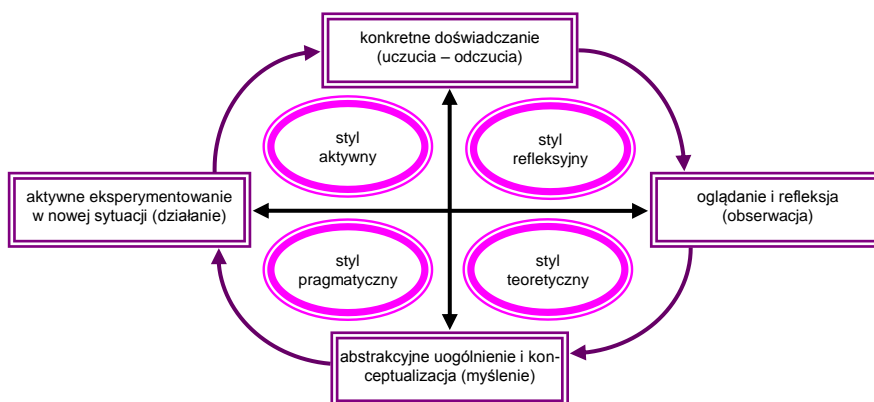 konkretne doświadczanie
(uczucia – odczucia)
styl
aktywny
styl
refleksyjny
aktywne eksperymentowanie
w nowej sytuacji (działanie)
oglądanie i refleksja
(obserwacja)
styl
pragmatyczny
styl
teoretyczny
abstrakcyjne uogólnienie i kon-
ceptualizacja (myślenie)